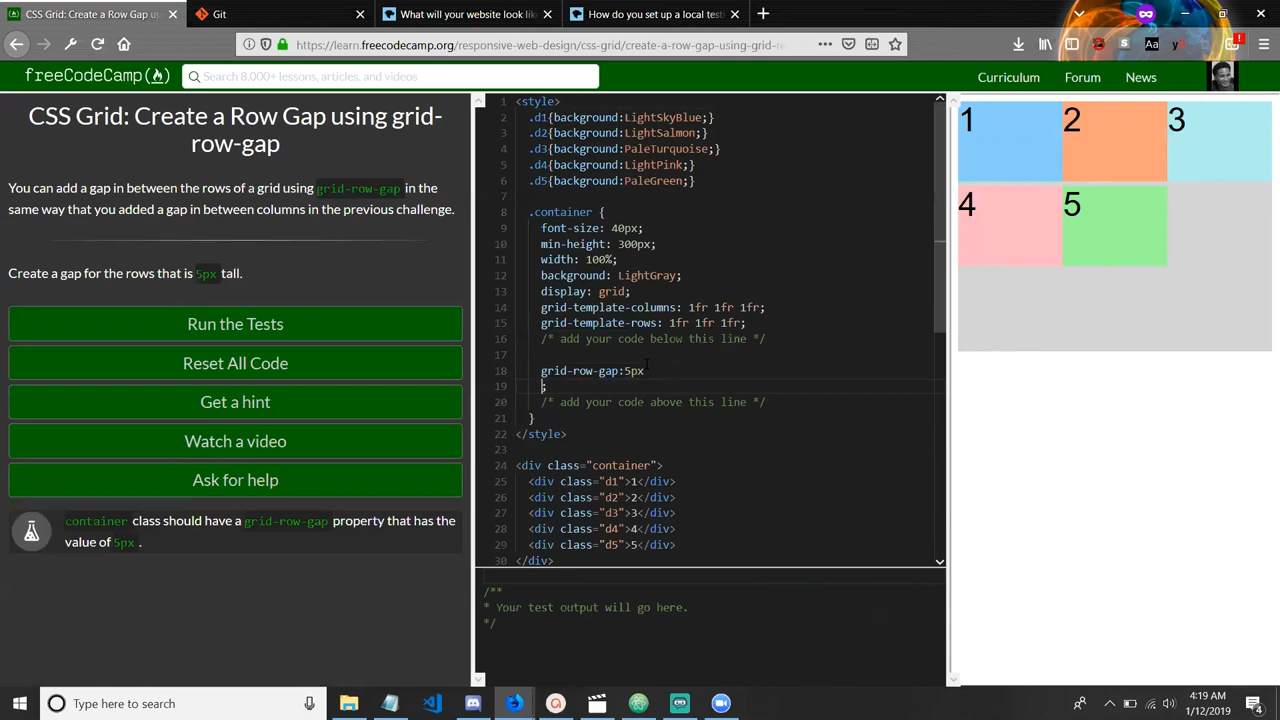 CSS Grid: Create a Row Gap us
Git
What will your website look lik
How do you set up a local test
https://learn.freecodecamp.org/responsive-web-design/css-grid/create-a-row-gap-using-grid-r
freeCodeCamp
Search 8,000+ lessons, articles, and videos
Curriculum
Forum
News
CSS Grid: Create a Row Gap using grid-
row-gap
You can add a gap in between the rows of a grid using grid-row-gap in the
same way that you added a gap in between columns in the previous challenge.
Create a gap for the rows that is 5px tall.
Run the Tests
Reset All Code
Get a hint
Watch a video
Ask for help
container class should have a grid-row-gap property that has the
value of 5px .
1 <style>
2 .d1{background:LightSkyBlue;}
3 .d2{background:LightSalmon;}
4 .d3{background:PaleTurquoise;}
5 .d4{background:LightPink;}
6 .d5{background:PaleGreen;}
7
8 .container {
9 font-size: 40px;
10 min-height: 300px;
11 width: 100%;
12 background: LightGray;
13 display: grid;
14 grid-template-columns: 1fr 1fr 1fr;
15 grid-template-rows: 1fr 1fr 1fr;
16 /* add your code below this line */
17
18 grid-row-gap:5px
19 ;
20 /* add your code above this line */
21 }
22 </style>
23
24 <div class="container">
25 <div class="d1">1</div>
26 <div class="d2">2</div>
27 <div class="d3">3</div>
28 <div class="d4">4</div>
29 <div class="d5">5</div>
30 </div>
/**
* Your test output will go here.
*/
1 2 3
4 5
Type here to search
4:19 AM
1/12/2019
4